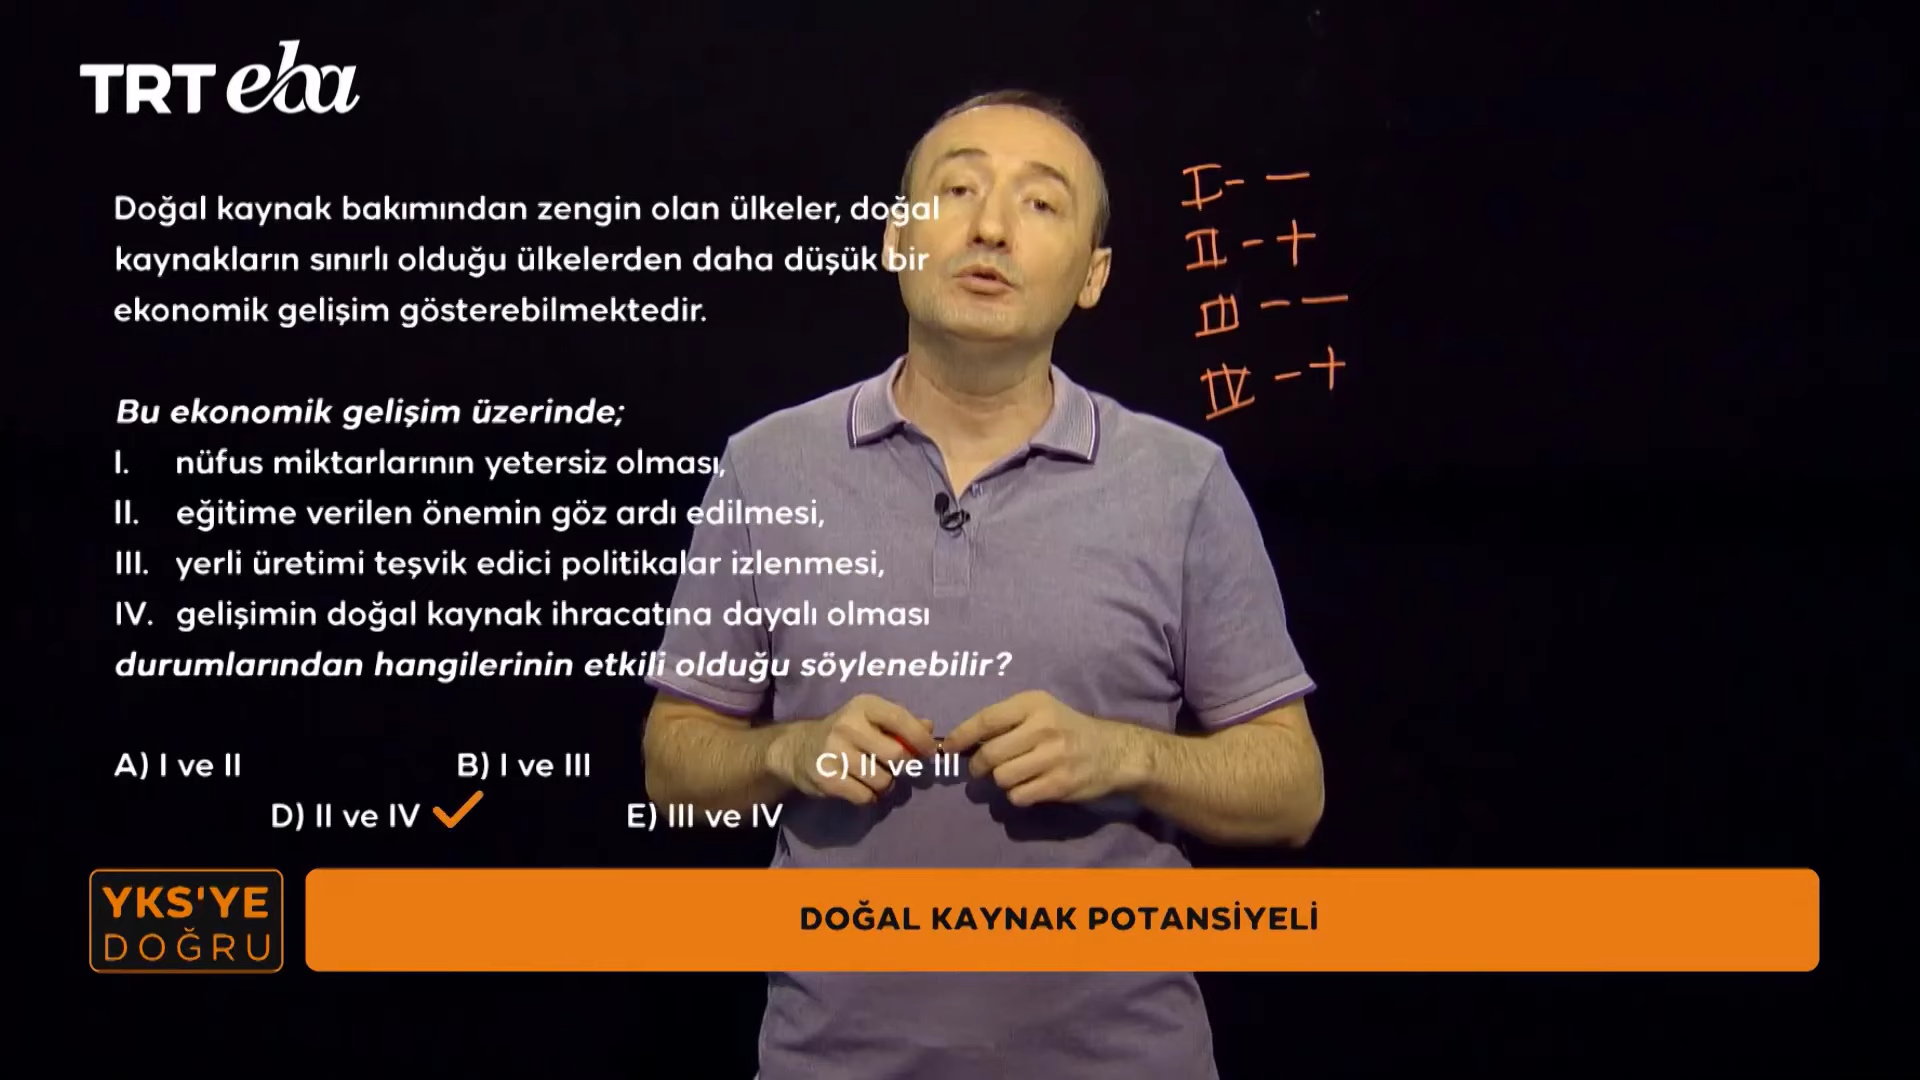 TRT eba
Doğal kaynak bakımından zengin olan ülkeler, doğal
kaynakların sınırlı olduğu ülkelerden daha düşük bir
ekonomik gelişim gösterebilmektedir.
Bu ekonomik gelişim üzerinde;
I. nüfus miktarlarının yetersiz olması,
II. eğitime verilen önemin göz ardı edilmesi,
III. yerli üretimi teşvik edici politikalar izlenmesi,
IV. gelişimin doğal kaynak ihracatına dayalı olması
durumlarından hangilerinin etkili olduğu söylenebilir?
A) I ve II B) I ve III C) II ve III
D) II ve IV ✓ E) III ve IV
I - —
II - +
III - —
IV - +
YKS'YE
DOĞRU
DOĞAL KAYNAK POTANSİYELİ